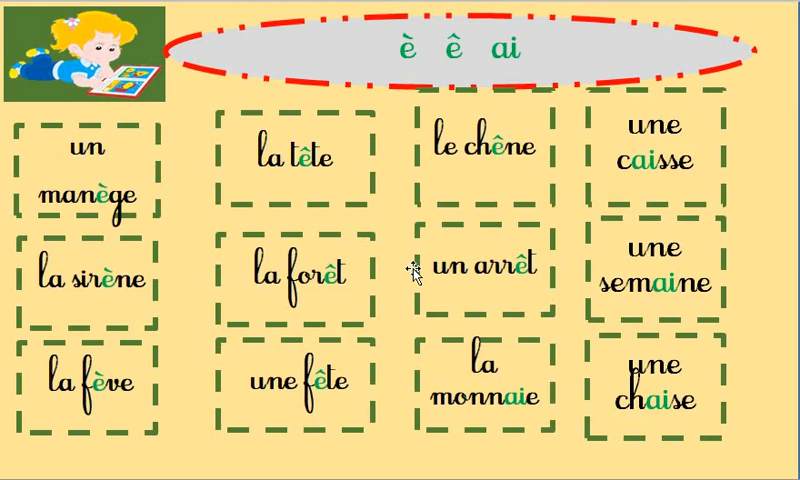 è ê ai
un
manège
la tête
le chêne
une
caisse
la sirène
la forêt
un arrêt
une
semaine
la fève
une fête
la
monnaie
une
chaise